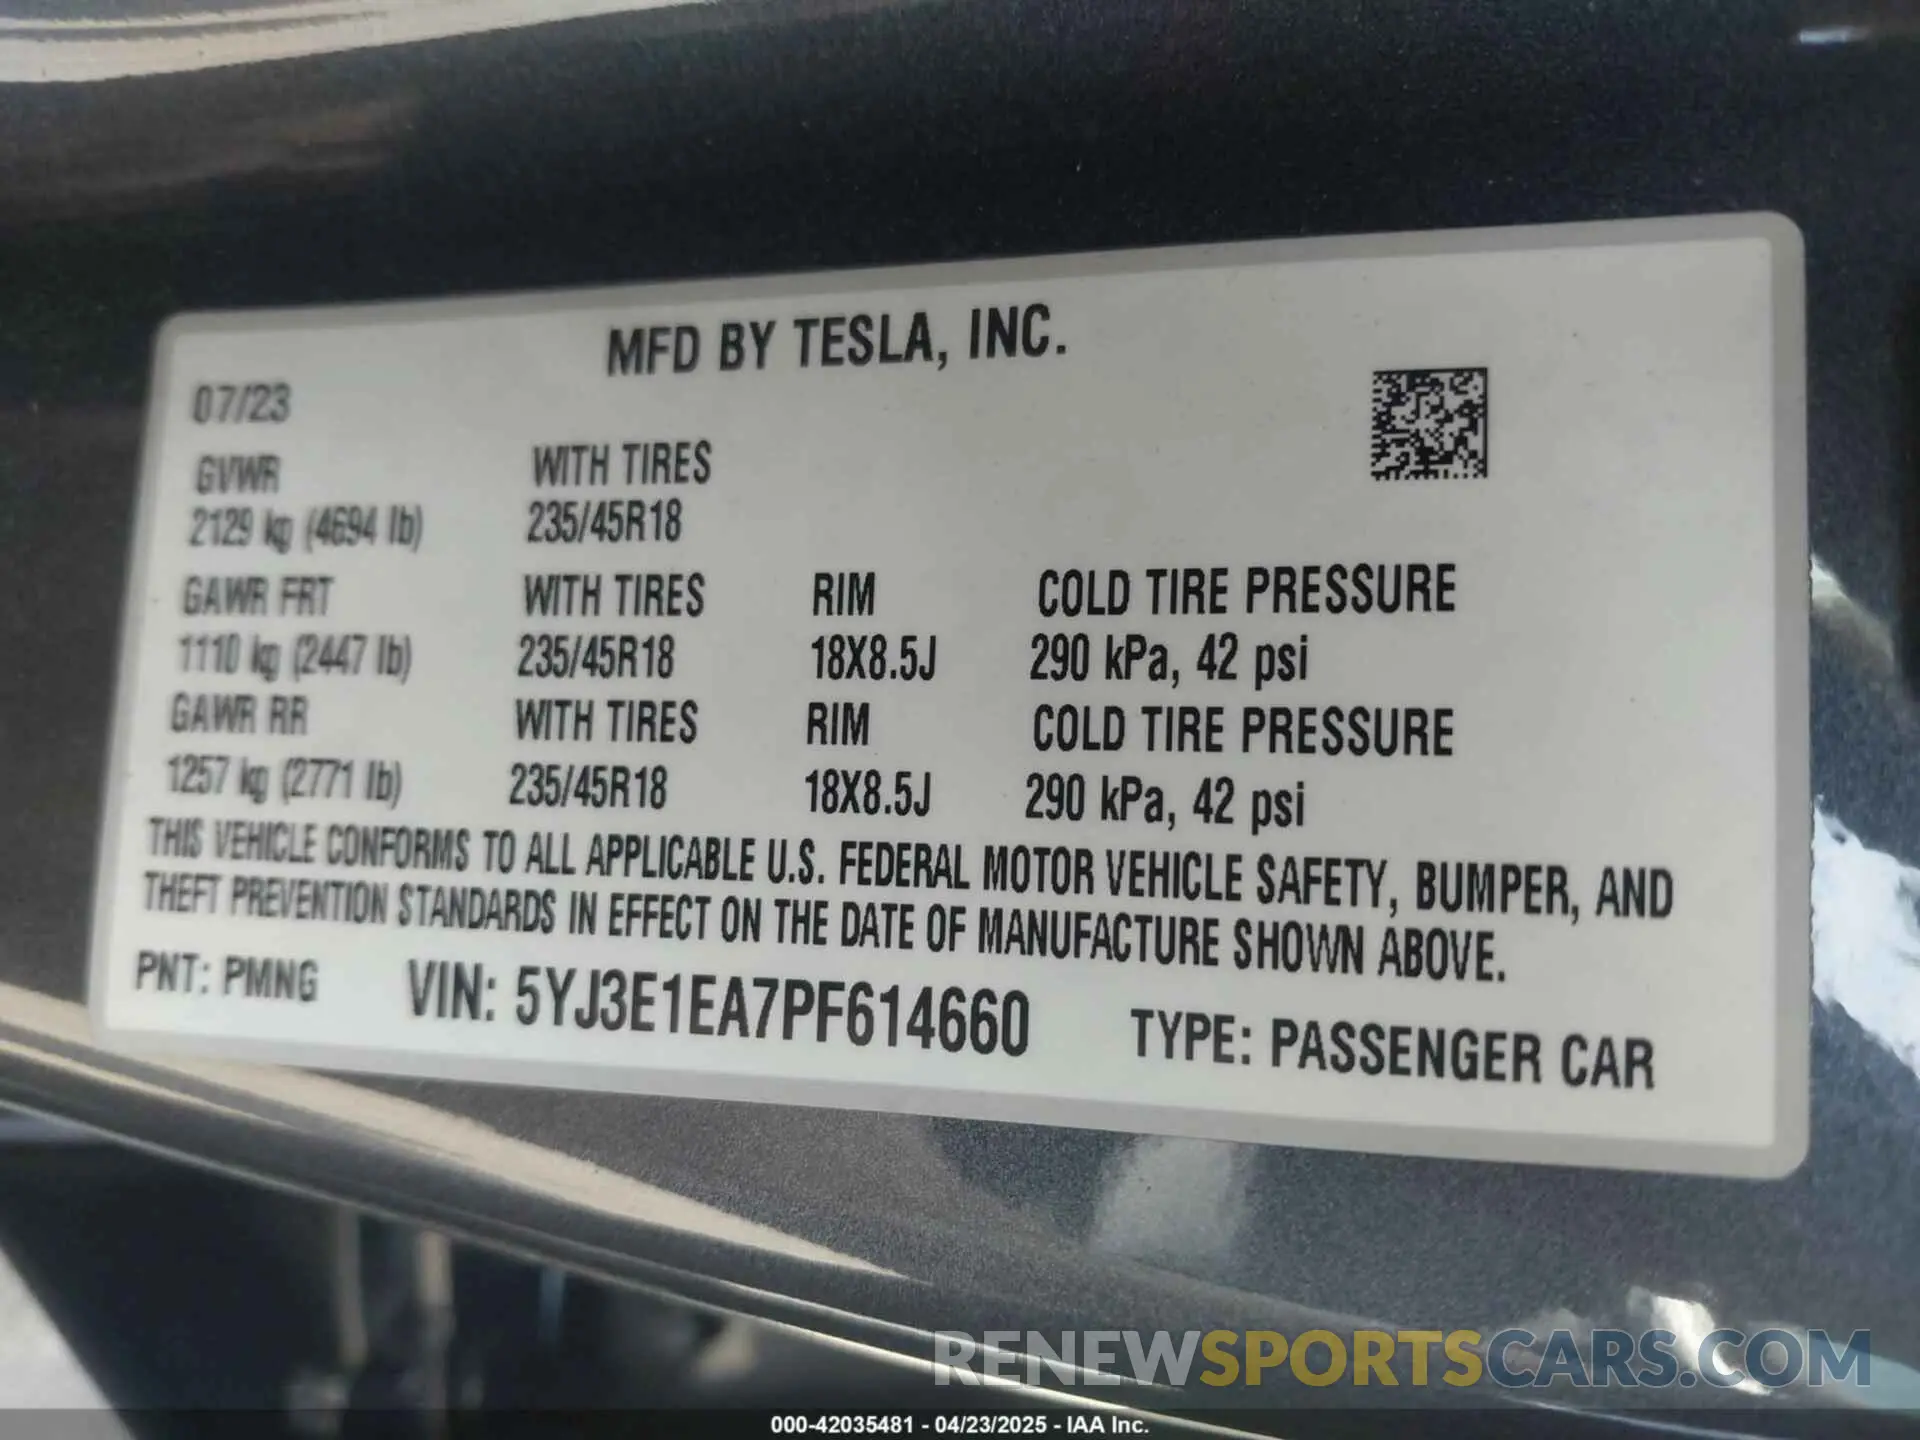 MFD BY TESLA, INC.
07/23
GVWR WITH TIRES
2129 kg (4694 lb) 235/45R18
GAWR FRT WITH TIRES RIM COLD TIRE PRESSURE
1110 kg (2447 lb) 235/45R18 18X8.5J 290 kPa, 42 psi
GAWR RR WITH TIRES RIM COLD TIRE PRESSURE
1257 kg (2771 lb) 235/45R18 18X8.5J 290 kPa, 42 psi
THIS VEHICLE CONFORMS TO ALL APPLICABLE U.S. FEDERAL MOTOR VEHICLE SAFETY, BUMPER, AND
THEFT PREVENTION STANDARDS IN EFFECT ON THE DATE OF MANUFACTURE SHOWN ABOVE.
PNT: PMNG VIN: 5YJ3E1EA7PF614660 TYPE: PASSENGER CAR
RENEWSPORTSCARS.COM
000-42035481 - 04/23/2025 - IAA Inc.